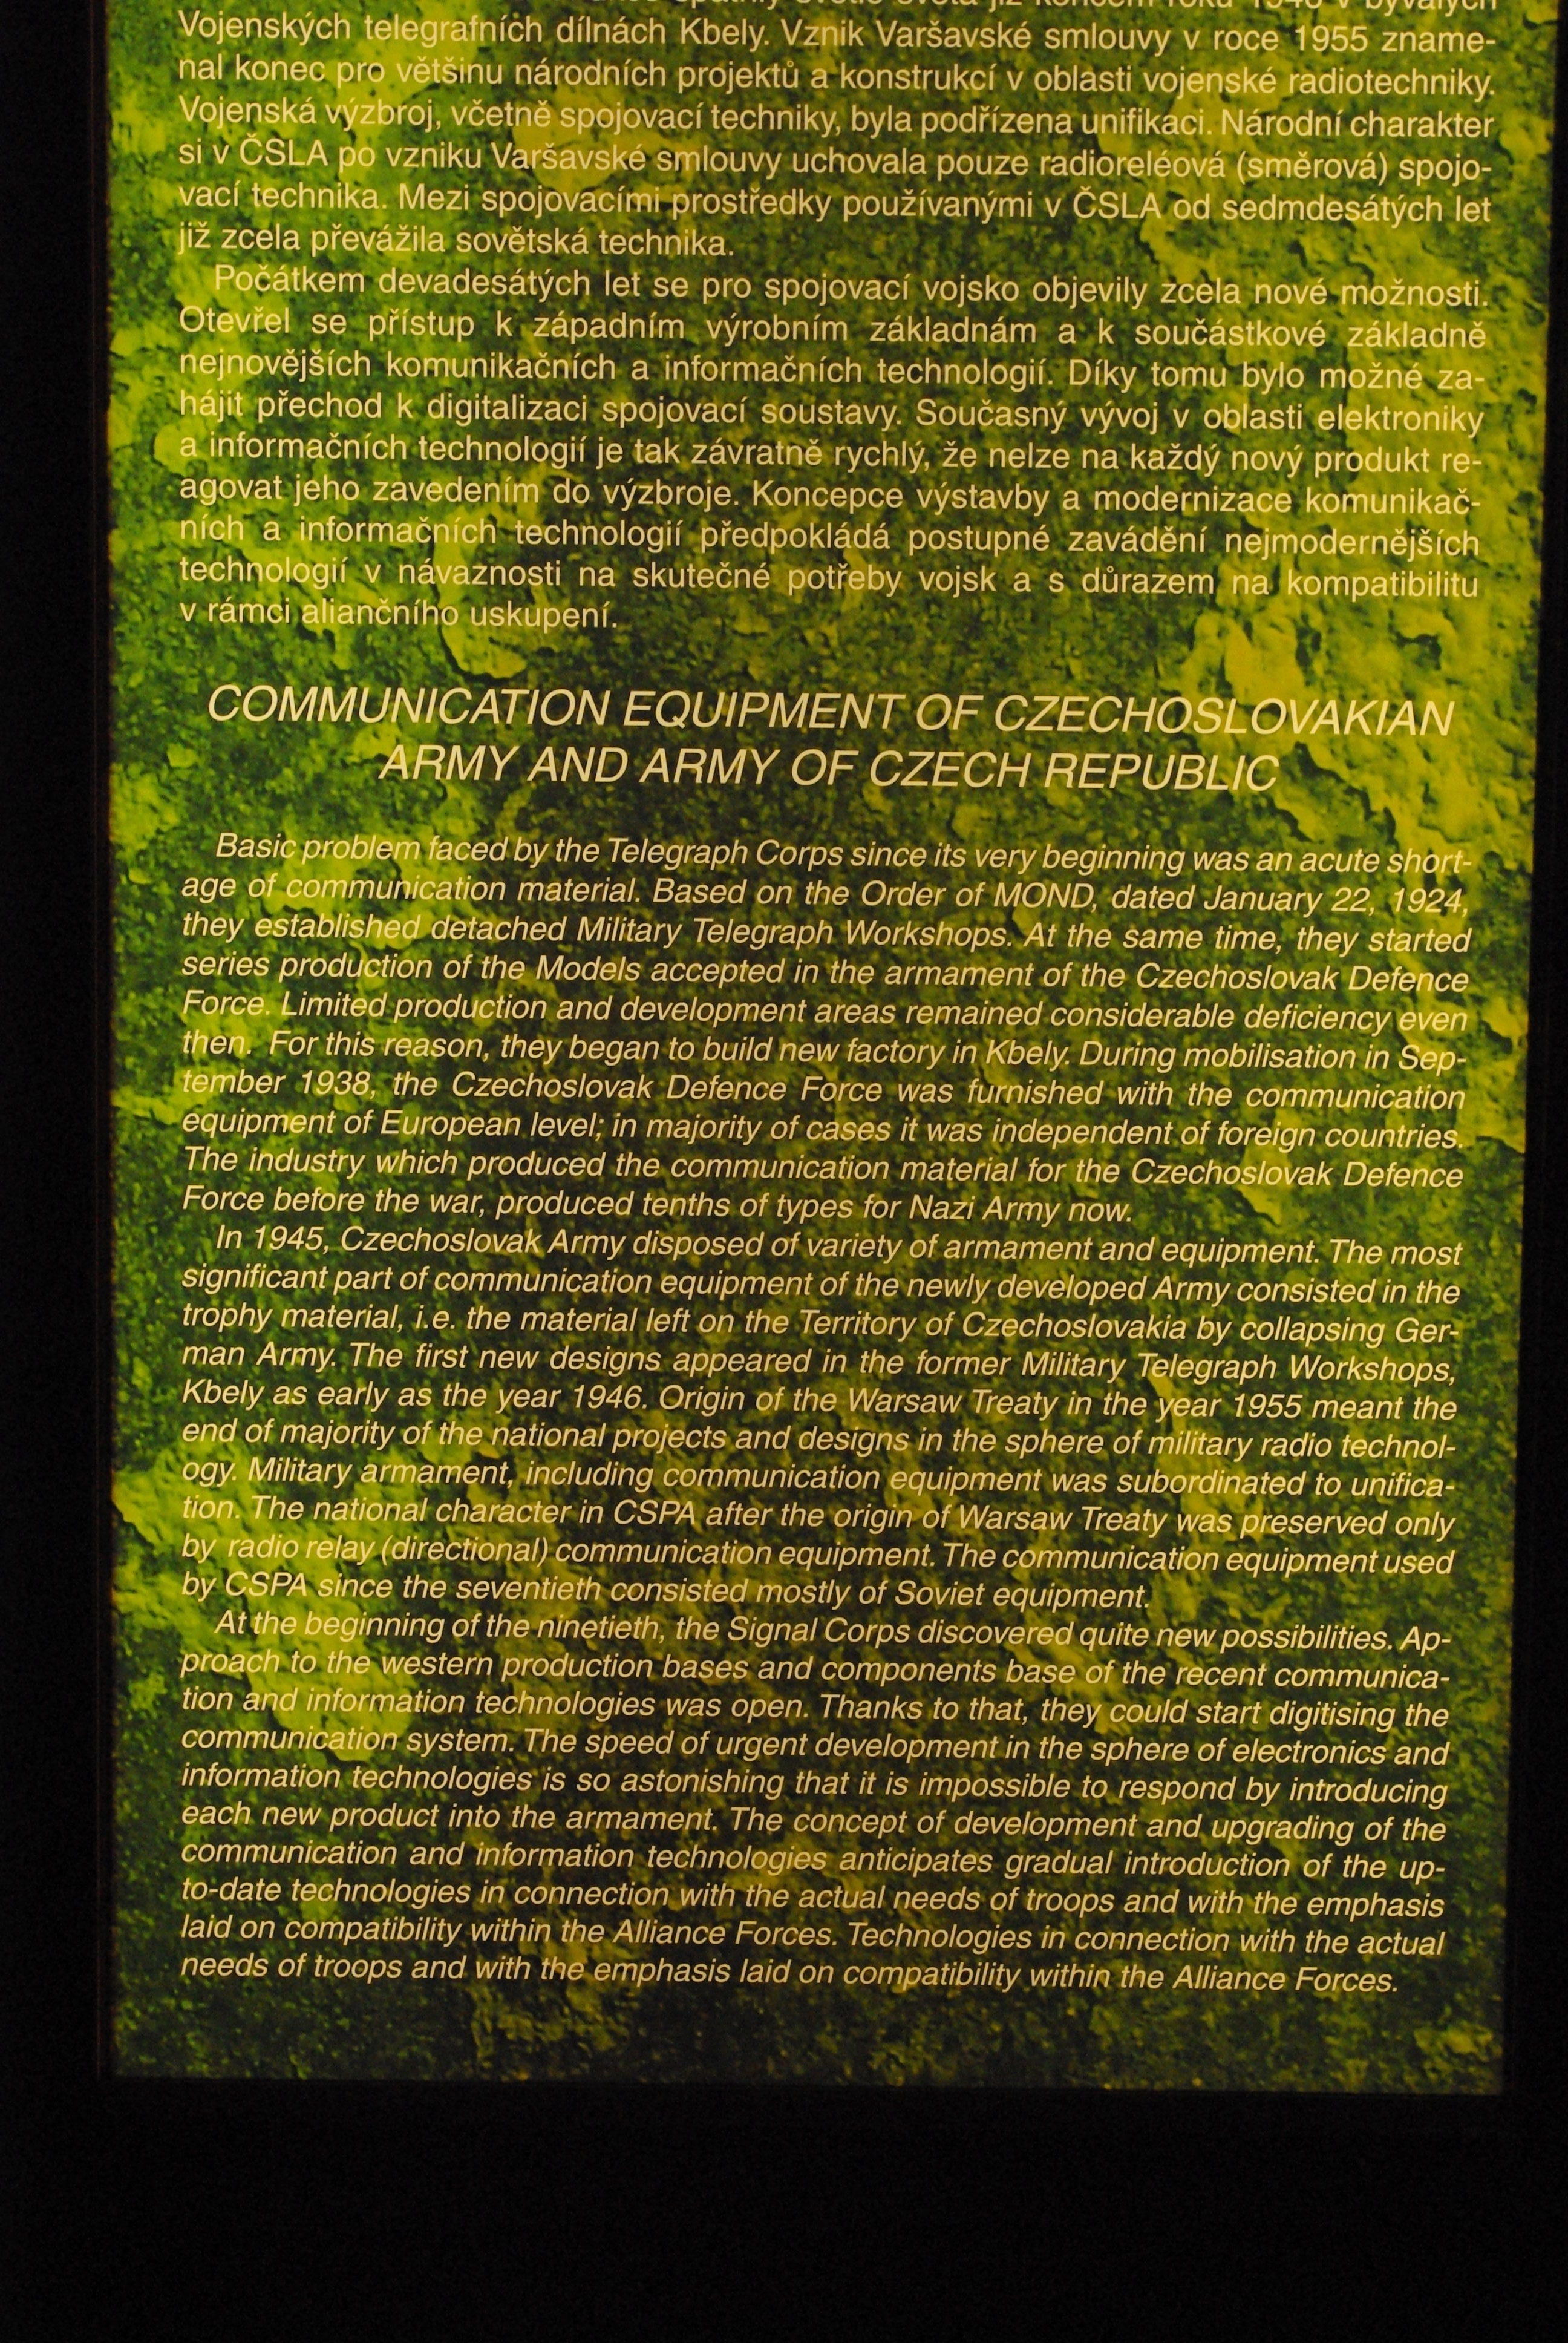 světlo světa již koncem roku 1946 v bývalých
Vojenských telegrafních dílnách Kbely. Vznik Varšavské smlouvy v roce 1955 zname-
nal konec pro většinu národních projektů a konstrukcí v oblasti vojenské radiotechniky.
Vojenská výzbroj, včetně spojovací techniky, byla podřízena unifikaci. Národní charakter
si v ČSLA po vzniku Varšavské smlouvy uchovala pouze radioreléová (směrová) spojo-
vací technika. Mezi spojovacími prostředky používanými v ČSLA od sedmdesátých let
již zcela převážila sovětská technika.
Počátkem devadesátých let se pro spojovací vojsko objevily zcela nové možnosti.
Otevřel se přístup k západním výrobním základnám a k součástkové základně
nejnovějších komunikačních a informačních technologií. Díky tomu bylo možné za-
hájit přechod k digitalizaci spojovací soustavy. Současný vývoj v oblasti elektroniky
a informačních technologií je tak závratně rychlý, že nelze na každý nový produkt re-
agovat jeho zavedením do výzbroje. Koncepce výstavby a modernizace komunikač-
ních a informačních technologií předpokládá postupné zavádění nejmodernějších
technologií v návaznosti na skutečné potřeby vojsk a s důrazem na kompatibilitu
v rámci aliančního uskupení.
COMMUNICATION EQUIPMENT OF CZECHOSLOVAKIAN
ARMY AND ARMY OF CZECH REPUBLIC
Basic problem faced by the Telegraph Corps since its very beginning was an acute short-
age of communication material. Based on the Order of MOND, dated January 22, 1924,
they established detached Military Telegraph Workshops. At the same time, they started
series production of the Models accepted in the armament of the Czechoslovak Defence
Force. Limited production and development areas remained considerable deficiency even
then. For this reason, they began to build new factory in Kbely. During mobilisation in Sep-
tember 1938, the Czechoslovak Defence Force was furnished with the communication
equipment of European level; in majority of cases it was independent of foreign countries.
The industry which produced the communication material for the Czechoslovak Defence
Force before the war, produced tenths of types for Nazi Army now.
In 1945, Czechoslovak Army disposed of variety of armament and equipment. The most
significant part of communication equipment of the newly developed Army consisted in the
trophy material, i.e. the material left on the Territory of Czechoslovakia by collapsing Ger-
man Army. The first new designs appeared in the former Military Telegraph Workshops,
Kbely as early as the year 1946. Origin of the Warsaw Treaty in the year 1955 meant the
end of majority of the national projects and designs in the sphere of military radio technol-
ogy. Military armament, including communication equipment was subordinated to unifica-
tion. The national character in CSPA after the origin of Warsaw Treaty was preserved only
by radio relay (directional) communication equipment. The communication equipment used
by CSPA since the seventieth consisted mostly of Soviet equipment.
At the beginning of the ninetieth, the Signal Corps discovered quite new possibilities. Ap-
proach to the western production bases and components base of the recent communica-
tion and information technologies was open. Thanks to that, they could start digitising the
communication system. The speed of urgent development in the sphere of electronics and
information technologies is so astonishing that it is impossible to respond by introducing
each new product into the armament. The concept of development and upgrading of the
communication and information technologies anticipates gradual introduction of the up-
to-date technologies in connection with the actual needs of troops and with the emphasis
laid on compatibility within the Alliance Forces. Technologies in connection with the actual
needs of troops and with the emphasis laid on compatibility within the Alliance Forces.